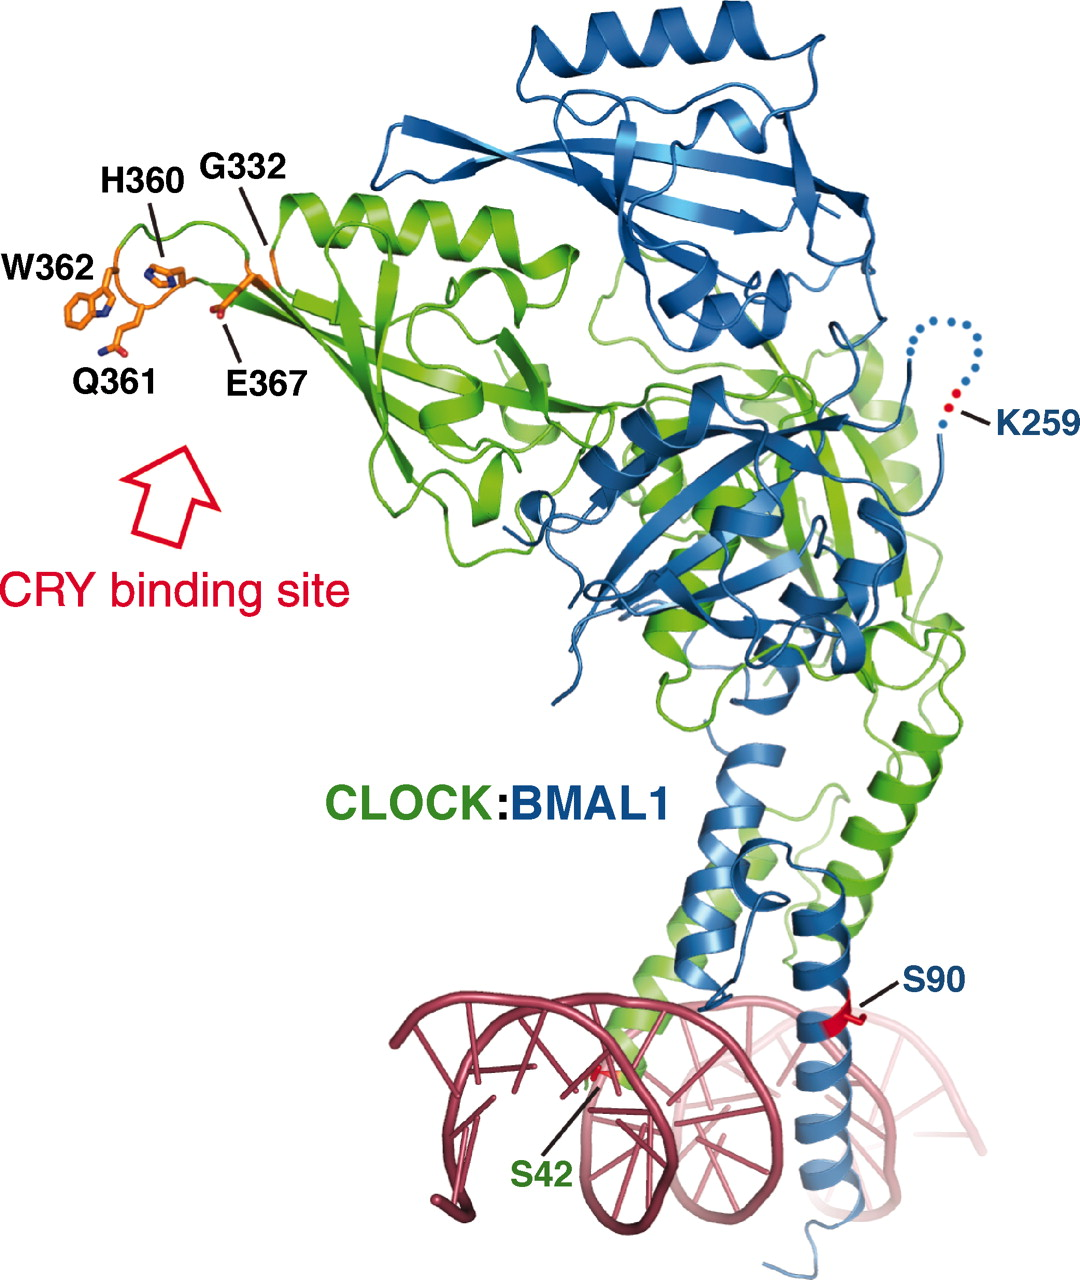 G332
H360
W362
Q361
E367
K259
CRY binding site
CLOCK:BMAL1
S90
S42